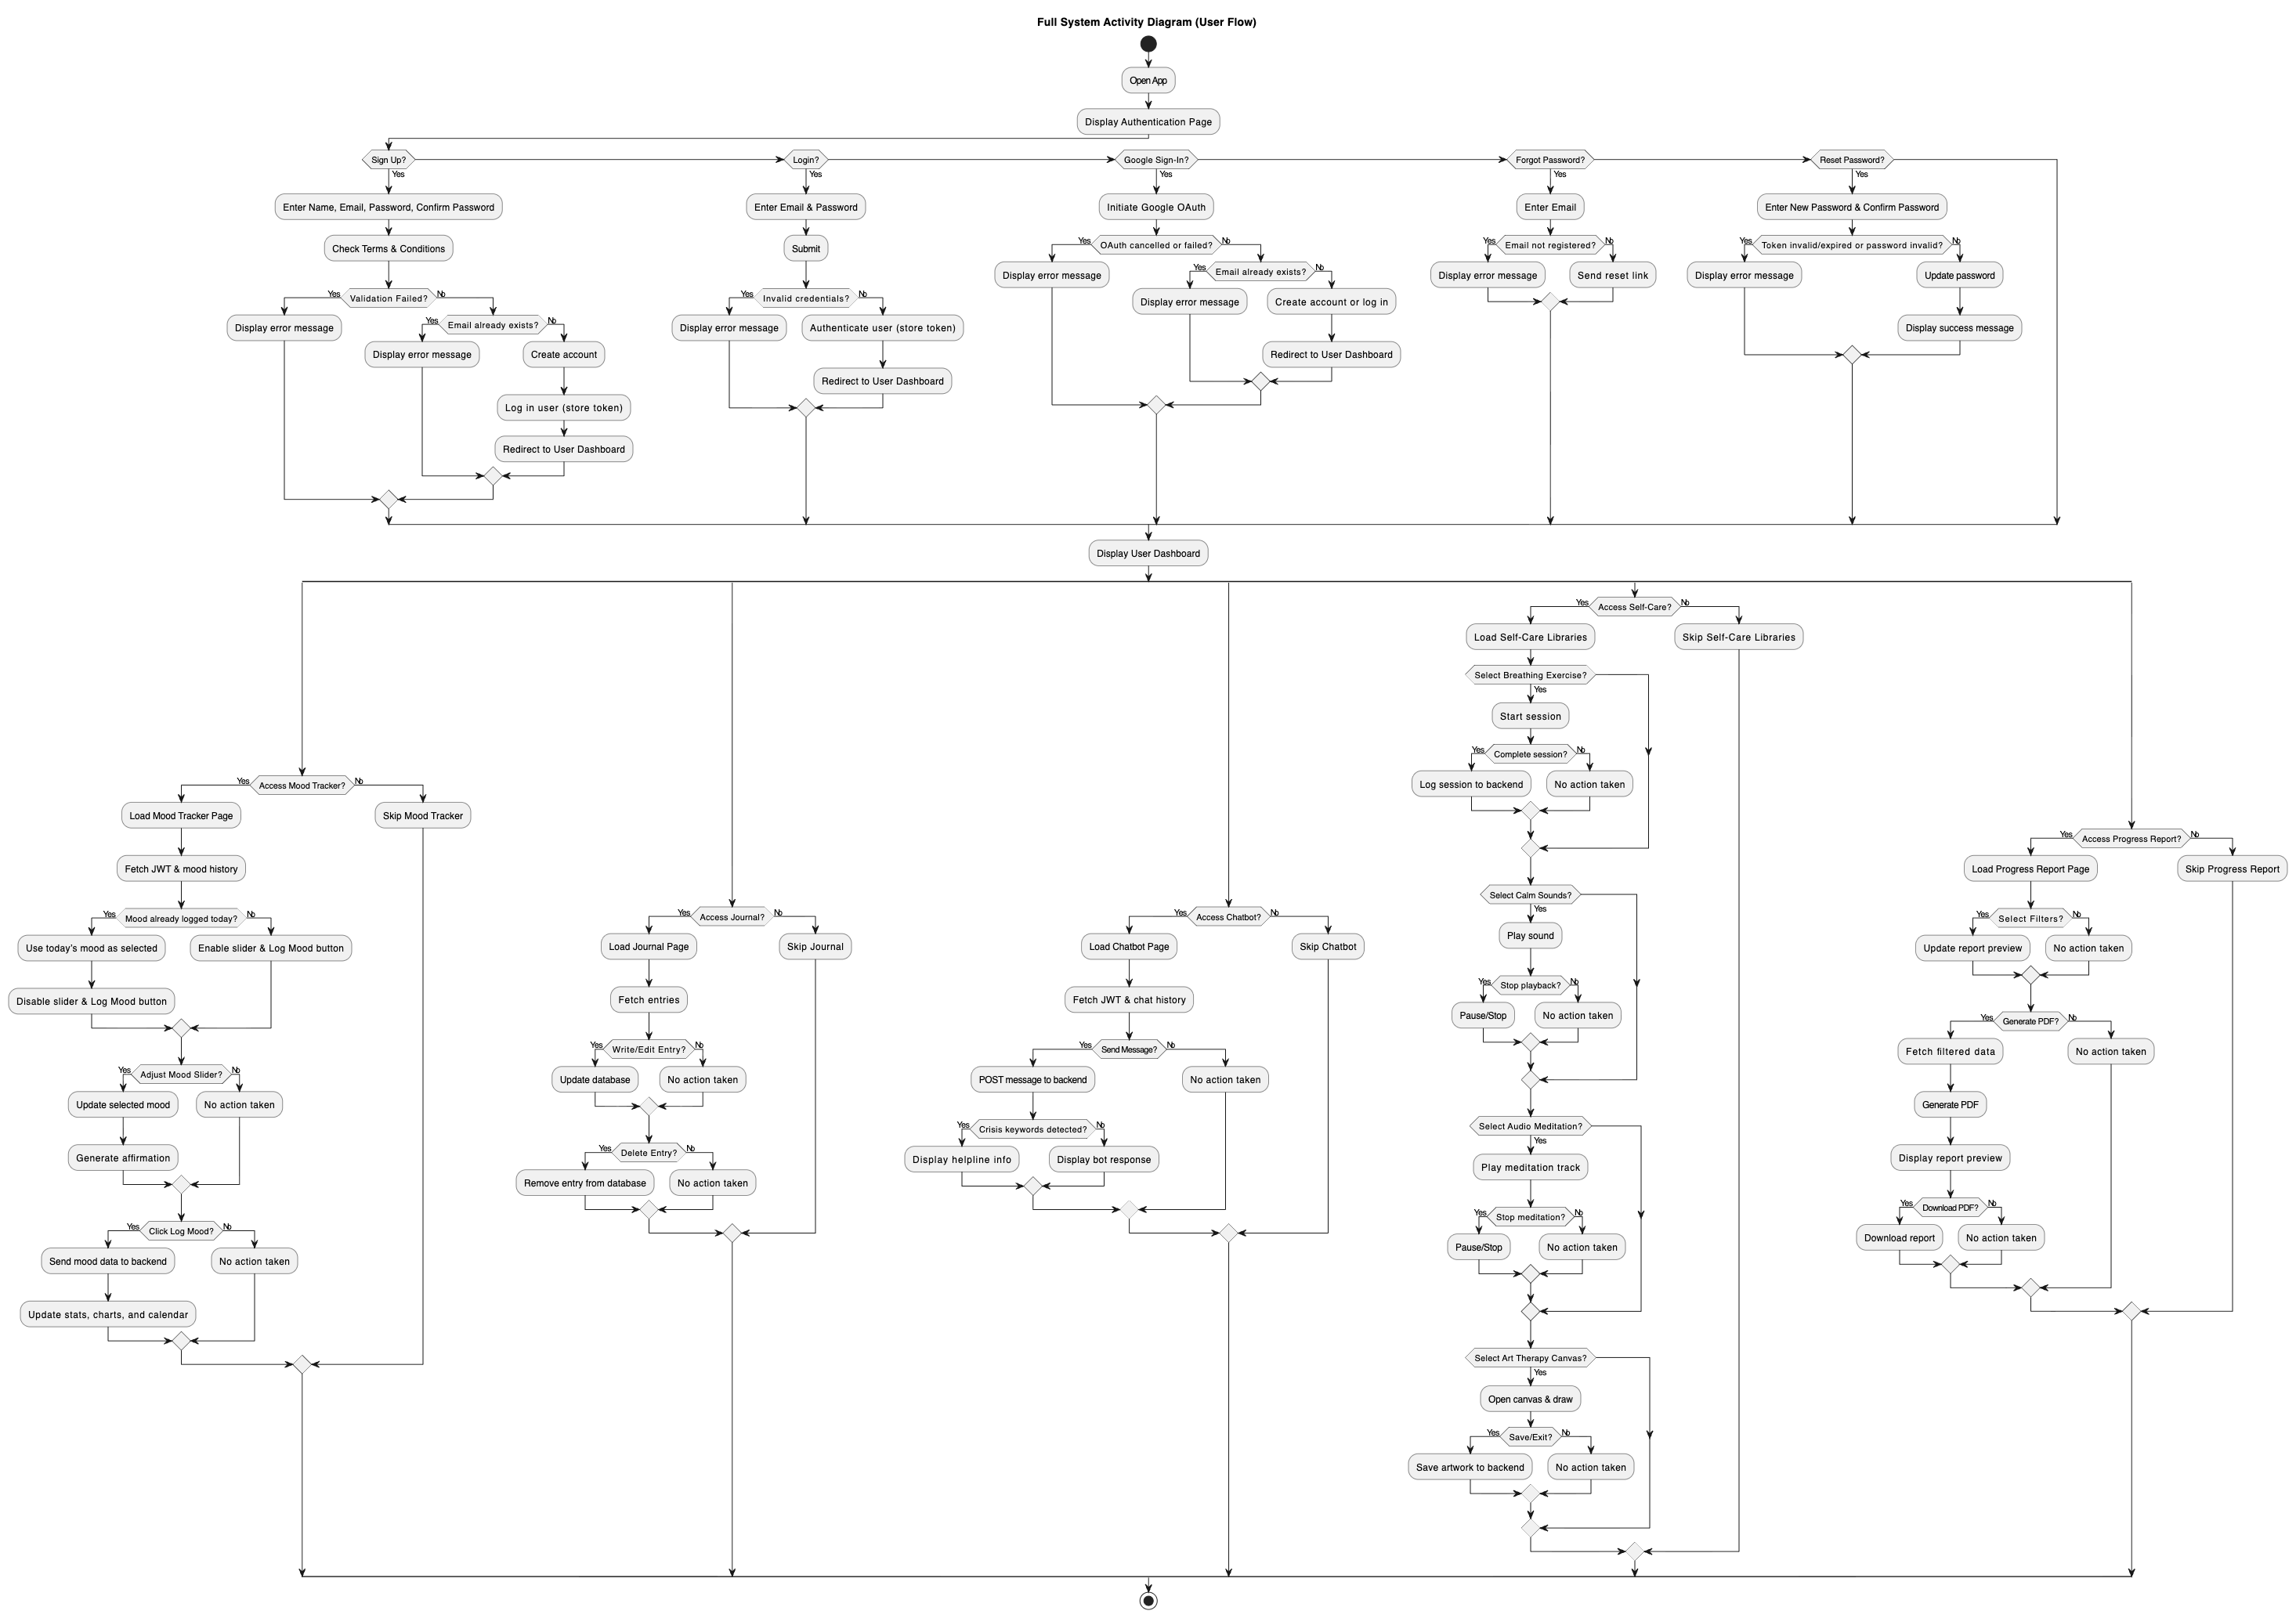 Full System Activity Diagram (User Flow)
Open App
Display Authentication Page
Sign Up?
Login?
Google Sign-In?
Forgot Password?
Reset Password?
Yes
Yes
Yes
Yes
Yes
Enter Name, Email, Password, Confirm Password
Check Terms & Conditions
Yes
Validation Failed?
No
Display error message
Yes
Email already exists?
No
Display error message
Create account
Log in user (store token)
Redirect to User Dashboard
Enter Email & Password
Submit
Yes
Invalid credentials?
No
Display error message
Authenticate user (store token)
Redirect to User Dashboard
Initiate Google OAuth
Yes
OAuth cancelled or failed?
No
Display error message
Yes
Email already exists?
No
Display error message
Create account or log in
Redirect to User Dashboard
Enter Email
Yes
Email not registered?
No
Display error message
Send reset link
Enter New Password & Confirm Password
Yes
Token invalid/expired or password invalid?
No
Display error message
Update password
Display success message
Display User Dashboard
Yes
Access Mood Tracker?
No
Load Mood Tracker Page
Skip Mood Tracker
Fetch JWT & mood history
Yes
Mood already logged today?
No
Use today's mood as selected
Enable slider & Log Mood button
Disable slider & Log Mood button
Yes
Adjust Mood Slider?
No
Update selected mood
No action taken
Generate affirmation
Yes
Click Log Mood?
No
Send mood data to backend
No action taken
Update stats, charts, and calendar
Yes
Access Journal?
No
Load Journal Page
Skip Journal
Fetch entries
Yes
Write/Edit Entry?
No
Update database
No action taken
Yes
Delete Entry?
No
Remove entry from database
No action taken
Yes
Access Chatbot?
No
Load Chatbot Page
Skip Chatbot
Fetch JWT & chat history
Yes
Send Message?
No
POST message to backend
No action taken
Yes
Crisis keywords detected?
No
Display helpline info
Display bot response
Yes
Access Self-Care?
No
Load Self-Care Libraries
Skip Self-Care Libraries
Select Breathing Exercise?
Yes
Start session
Yes
Complete session?
No
Log session to backend
No action taken
Select Calm Sounds?
Yes
Play sound
Yes
Stop playback?
No
Pause/Stop
No action taken
Select Audio Meditation?
Yes
Play meditation track
Yes
Stop meditation?
No
Pause/Stop
No action taken
Select Art Therapy Canvas?
Yes
Open canvas & draw
Yes
Save/Exit?
No
Save artwork to backend
No action taken
Yes
Access Progress Report?
No
Load Progress Report Page
Skip Progress Report
Yes
Select Filters?
No
Update report preview
No action taken
Yes
Generate PDF?
No
Fetch filtered data
No action taken
Generate PDF
Display report preview
Yes
Download PDF?
No
Download report
No action taken